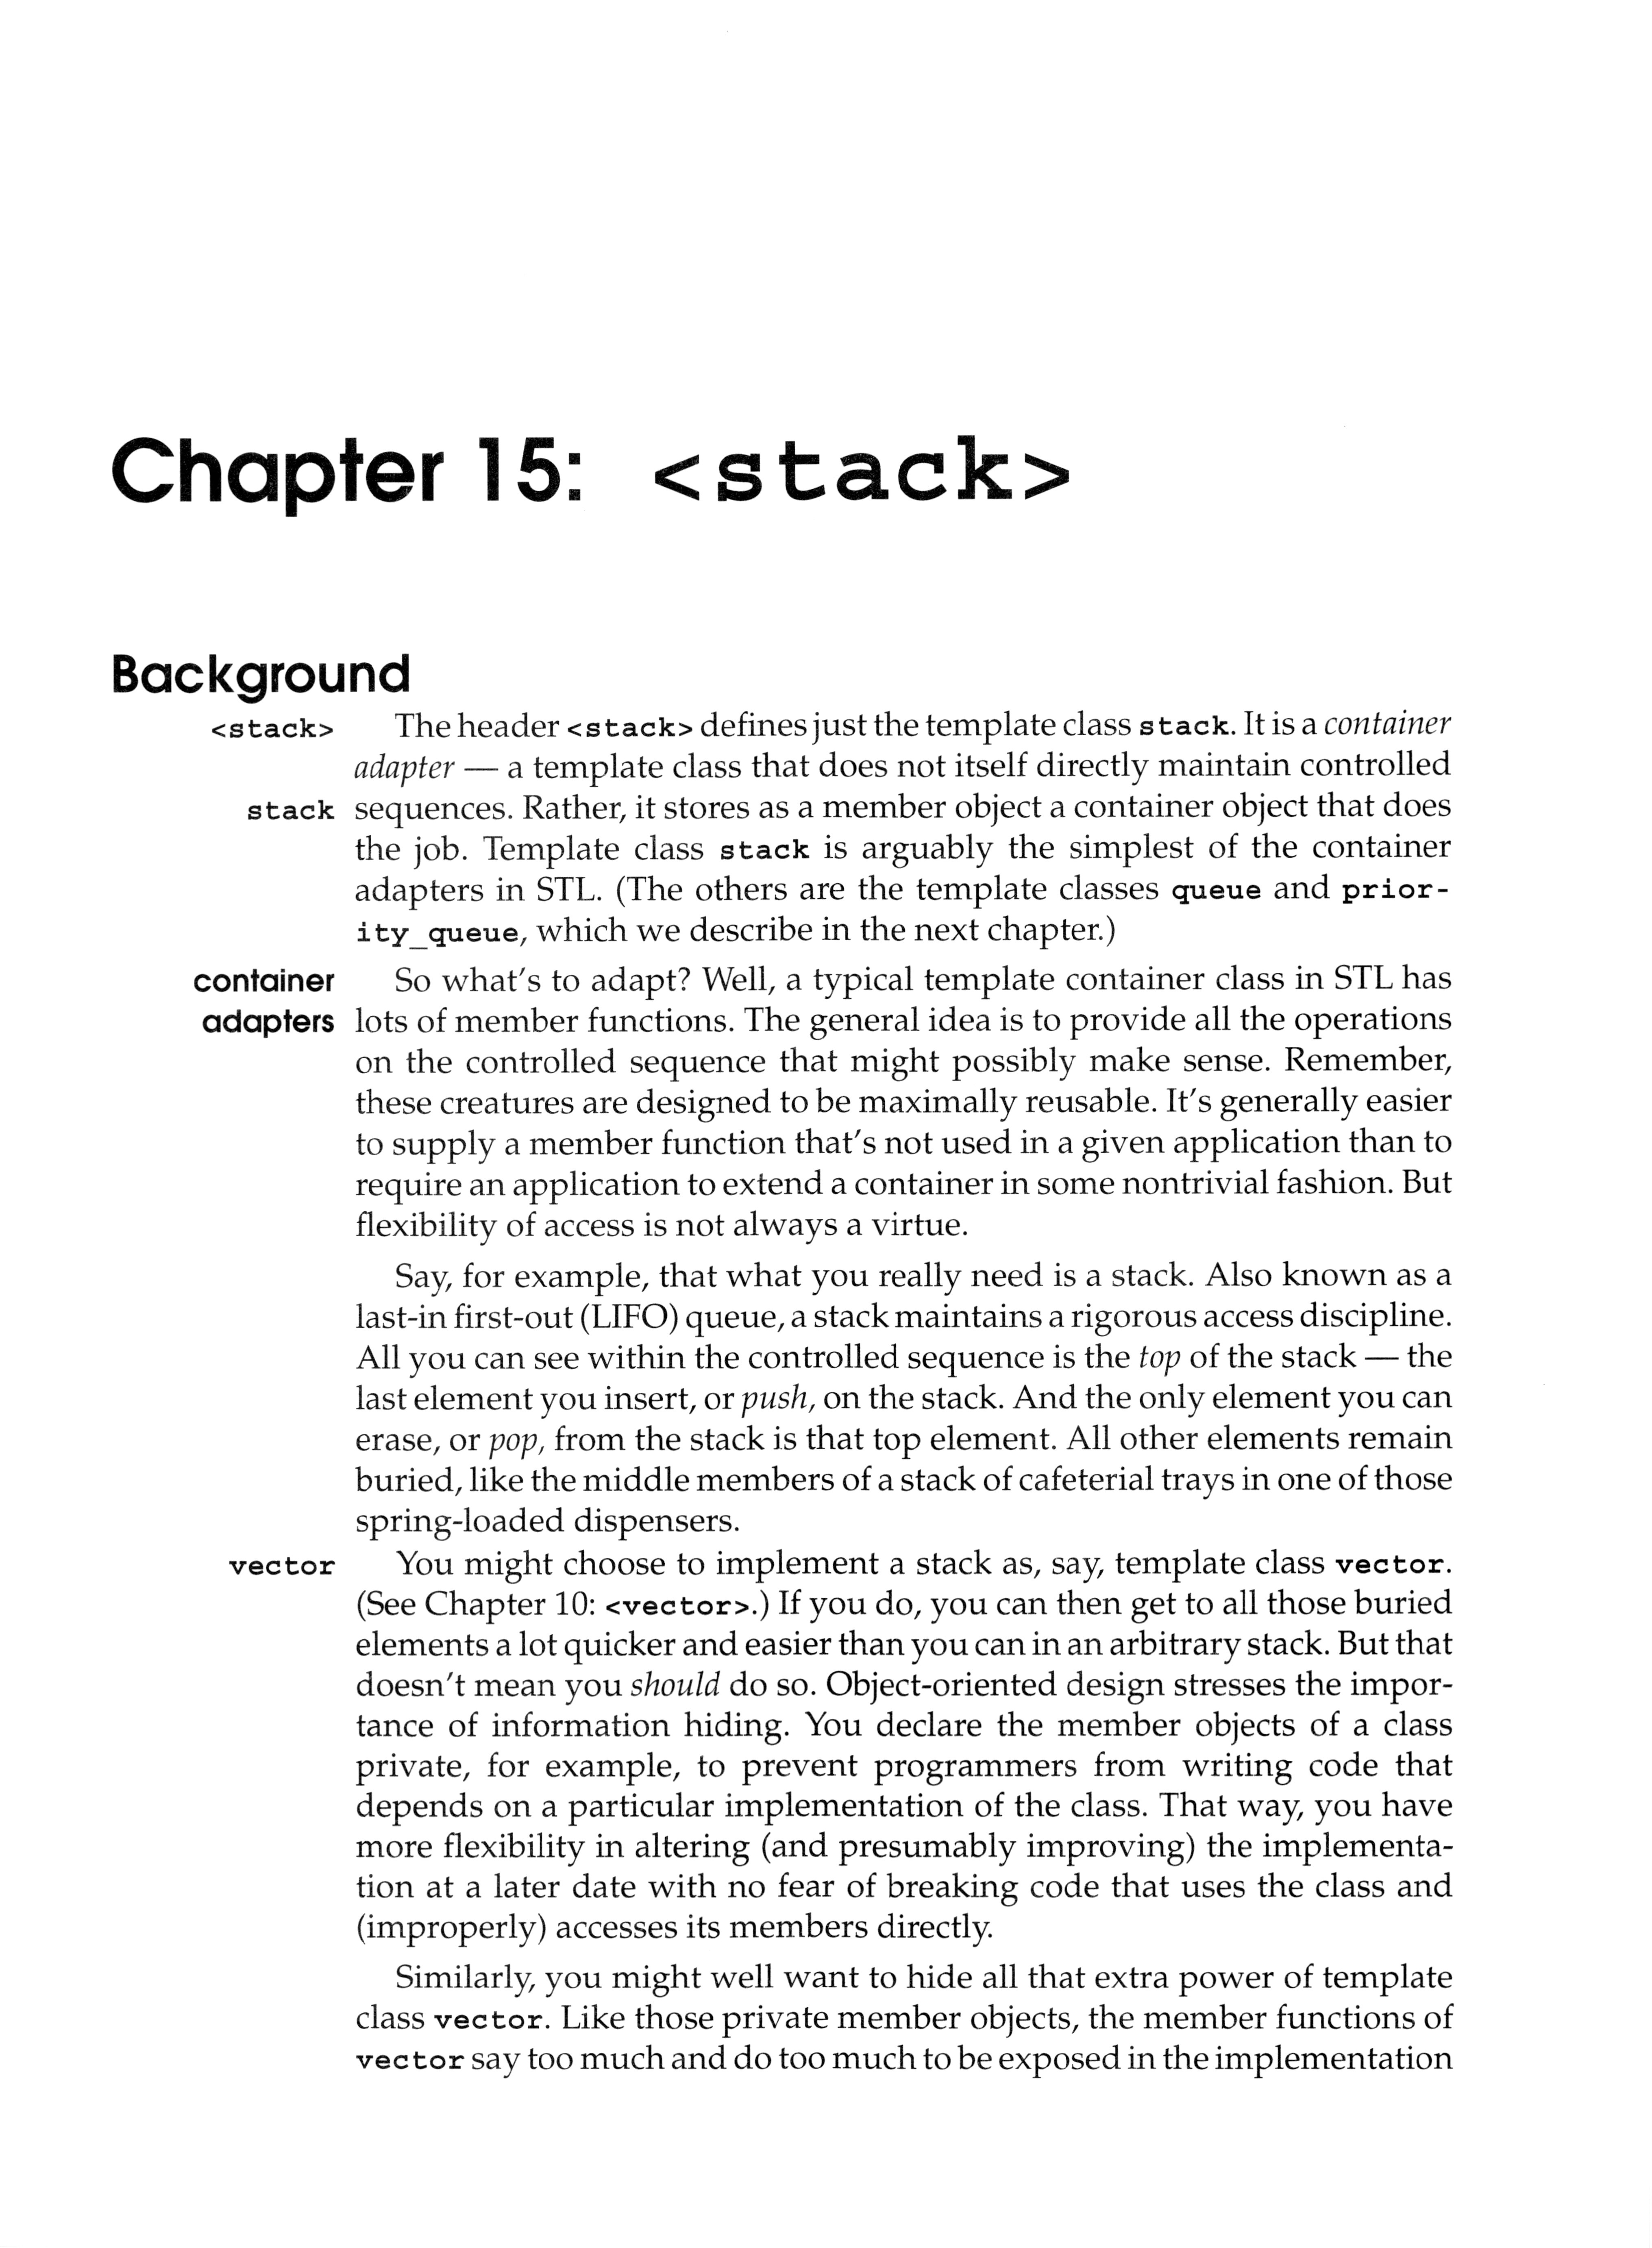 Chapter 15: <stack>
Background
<stack> The header <stack> defines just the template class stack. It is a container
adapter — a template class that does not itself directly maintain controlled
stack sequences. Rather, it stores as a member object a container object that does
the job. Template class stack is arguably the simplest of the container
adapters in STL. (The others are the template classes queue and prior-
ity_queue, which we describe in the next chapter.)
container So what's to adapt? Well, a typical template container class in STL has
adapters lots of member functions. The general idea is to provide all the operations
on the controlled sequence that might possibly make sense. Remember,
these creatures are designed to be maximally reusable. It's generally easier
to supply a member function that's not used in a given application than to
require an application to extend a container in some nontrivial fashion. But
flexibility of access is not always a virtue.
Say, for example, that what you really need is a stack. Also known as a
last-in first-out (LIFO) queue, a stack maintains a rigorous access discipline.
All you can see within the controlled sequence is the top of the stack — the
last element you insert, or push, on the stack. And the only element you can
erase, or pop, from the stack is that top element. All other elements remain
buried, like the middle members of a stack of cafeterial trays in one of those
spring-loaded dispensers.
vector You might choose to implement a stack as, say, template class vector.
(See Chapter 10: <vector>.) If you do, you can then get to all those buried
elements a lot quicker and easier than you can in an arbitrary stack. But that
doesn't mean you should do so. Object-oriented design stresses the impor-
tance of information hiding. You declare the member objects of a class
private, for example, to prevent programmers from writing code that
depends on a particular implementation of the class. That way, you have
more flexibility in altering (and presumably improving) the implementa-
tion at a later date with no fear of breaking code that uses the class and
(improperly) accesses its members directly.
Similarly, you might well want to hide all that extra power of template
class vector. Like those private member objects, the member functions of
vector say too much and do too much to be exposed in the implementation